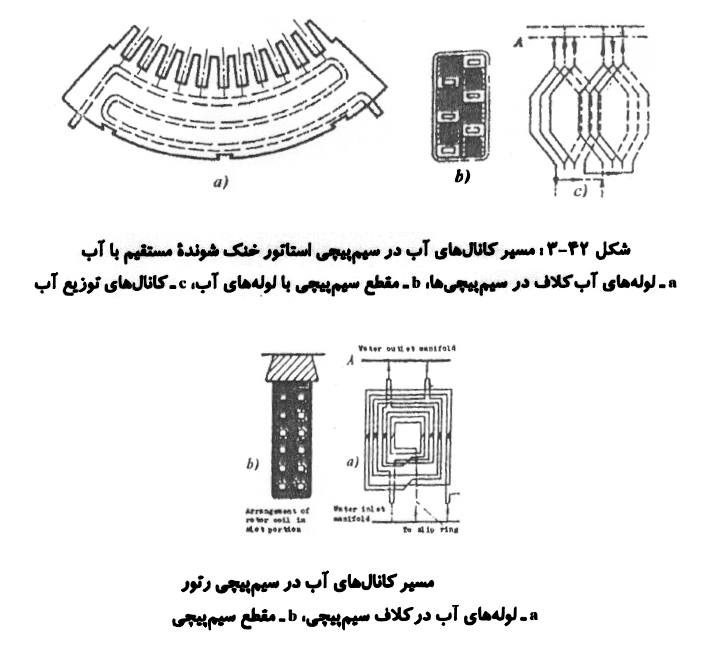 A
a)
b)
c)
شکل ۴۲-۳ : مسیر کانال‌های آب در سیم‌پیچی استاتور خنک شوندهٔ مستقیم با آب
a ـ لوله‌های آب کلاف در سیم‌پیچی‌ها، b ـ مقطع سیم‌پیچی با لوله‌های آب، c ـ کانال‌های توزیع آب
Water outlet manifold
A
b)
a)
Arrangement of
rotor coil in
slot portion
Water inlet
manifold
To slip ring
مسیر کانال‌های آب در سیم‌پیچی رتور
a ـ لوله‌های آب در کلاف سیم‌پیچی، b ـ مقطع سیم‌پیچی